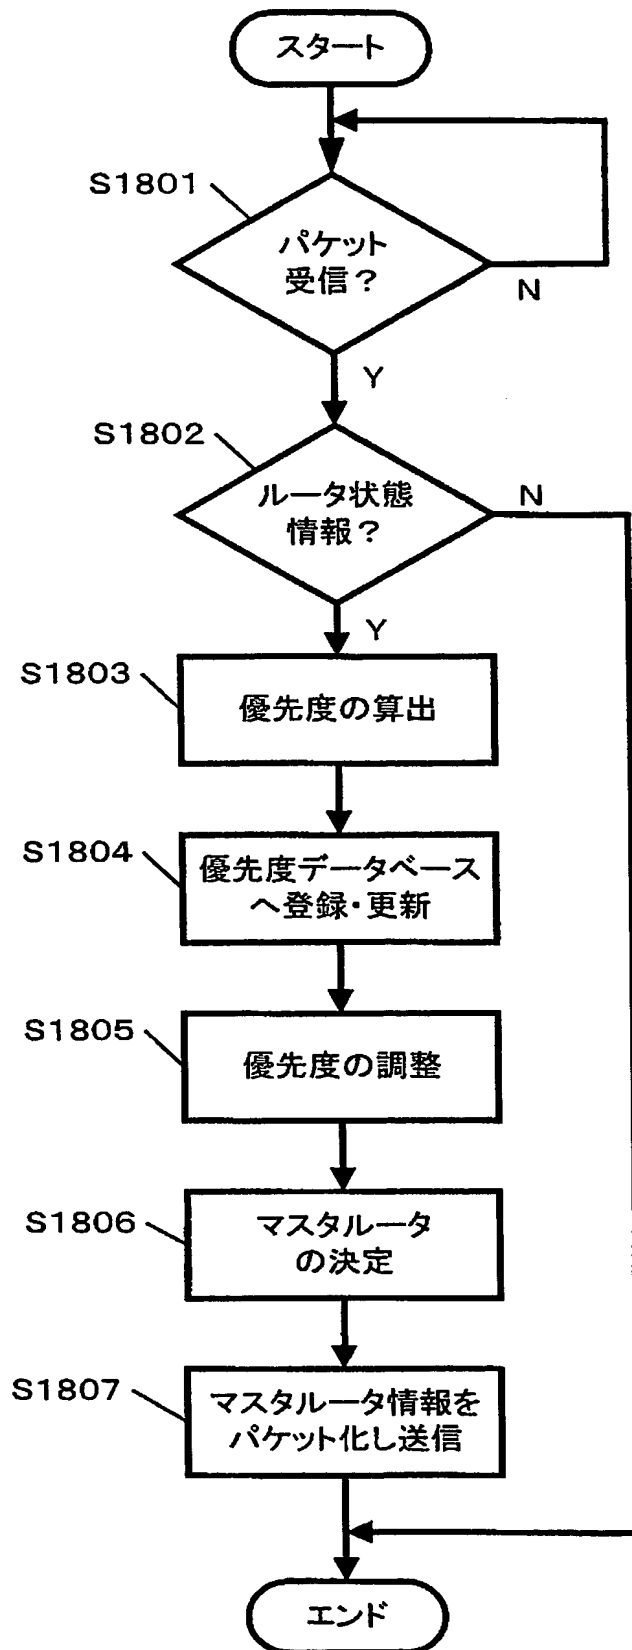 スタート
S1801
パケット
受信？
N
Y
S1802
ルータ状態
情報？
N
Y
S1803
優先度の算出
S1804
優先度データベース
へ登録・更新
S1805
優先度の調整
S1806
マスタルータ
の決定
S1807
マスタルータ情報を
パケット化し送信
エンド